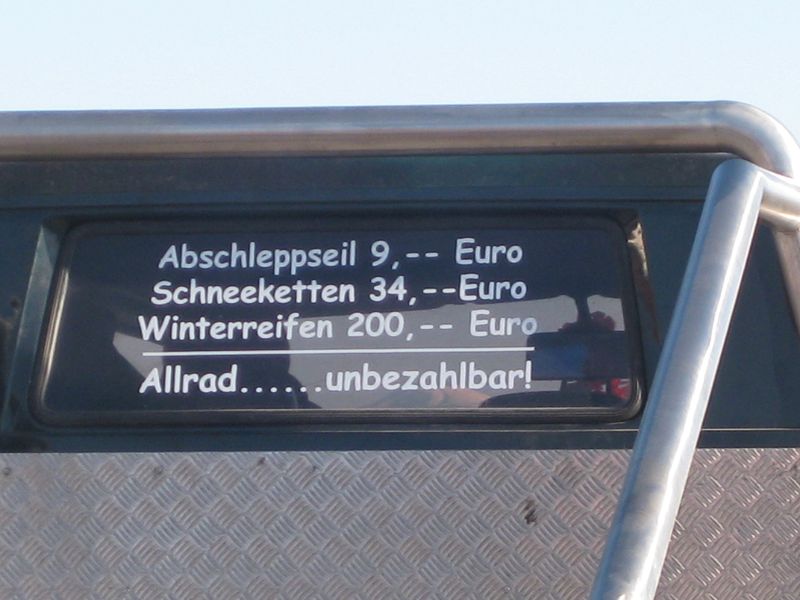 Abschleppseil 9,-- Euro
Schneeketten 34,--Euro
Winterreifen 200,-- Euro
Allrad......unbezahlbar!